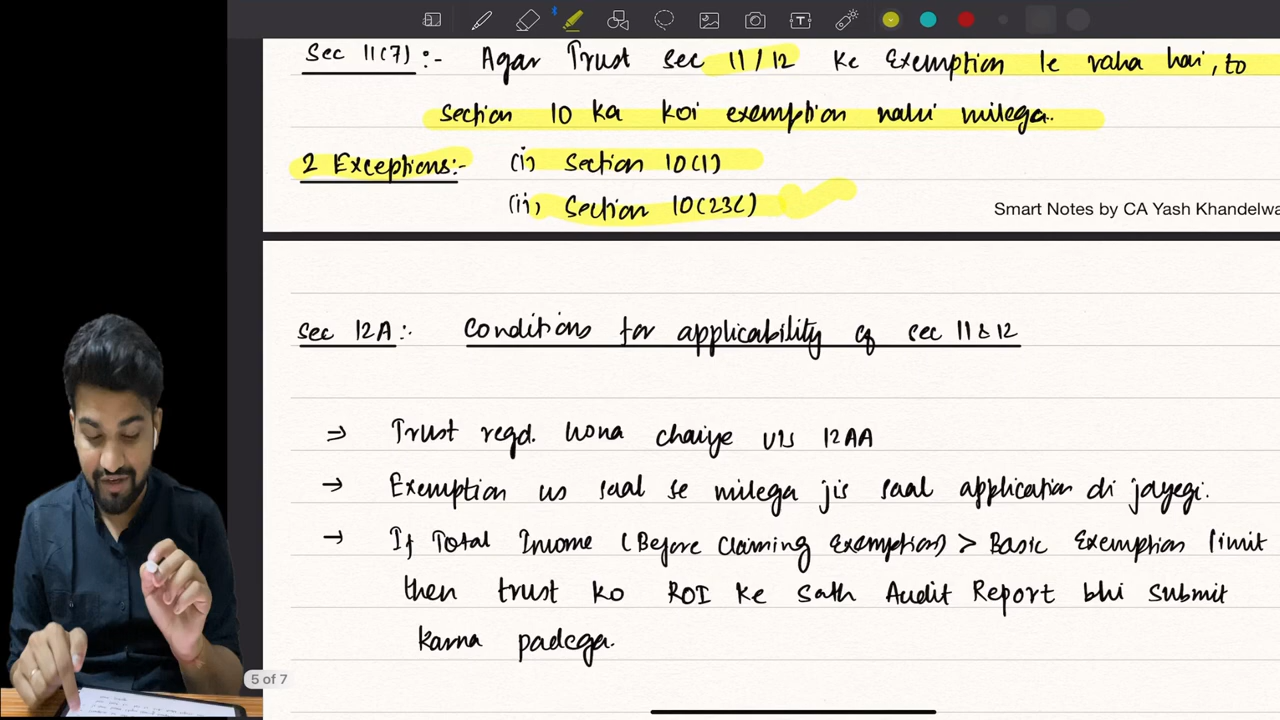 Sec 11(7) :- Agar Trust sec 11/12 ke Exemption le raha hai, to
section 10 ka koi exemption nahi milega.
2 Exceptions:- (i) Section 10(1)
(ii) Section 10(23C)
Smart Notes by CA Yash Khandelwa
Sec 12A:- Conditions for applicability of sec 11 & 12
⇒ Trust regd. hona chaiye u/s 12AA
→ Exemption us saal se milega jis saal application di jayegi.
→ If Total Income (Before Claiming Exemption) > Basic Exemption limit
then trust ko ROI ke sath Audit Report bhi submit
karna padega.
5 of 7